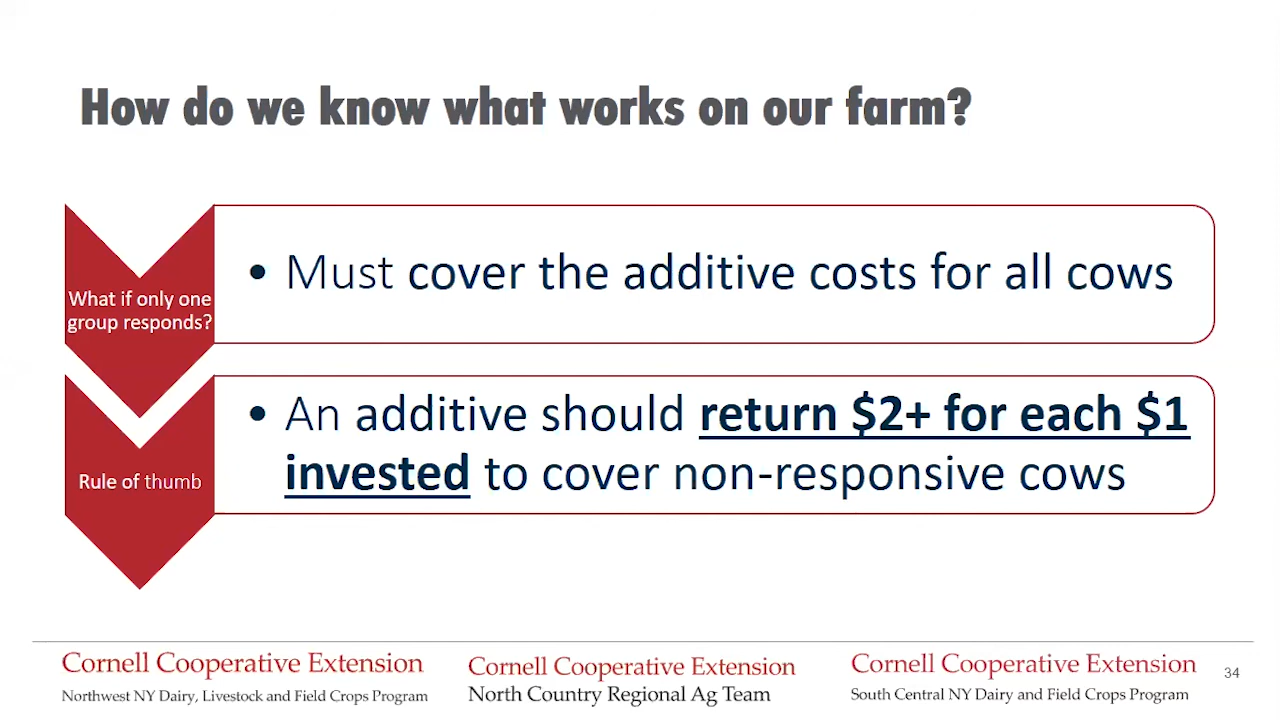 How do we know what works on our farm?
What if only one
group responds?
• Must cover the additive costs for all cows
Rule of thumb
• An additive should return $2+ for each $1
invested to cover non-responsive cows
Cornell Cooperative Extension
Northwest NY Dairy, Livestock and Field Crops Program
Cornell Cooperative Extension
North Country Regional Ag Team
Cornell Cooperative Extension
South Central NY Dairy and Field Crops Program
34